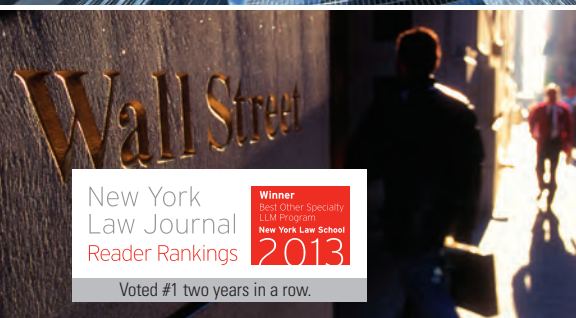 Wall Street
New York
Law Journal
Reader Rankings
Winner
Best Other Specialty
LLM Program
New York Law School
2013
Voted #1 two years in a row.